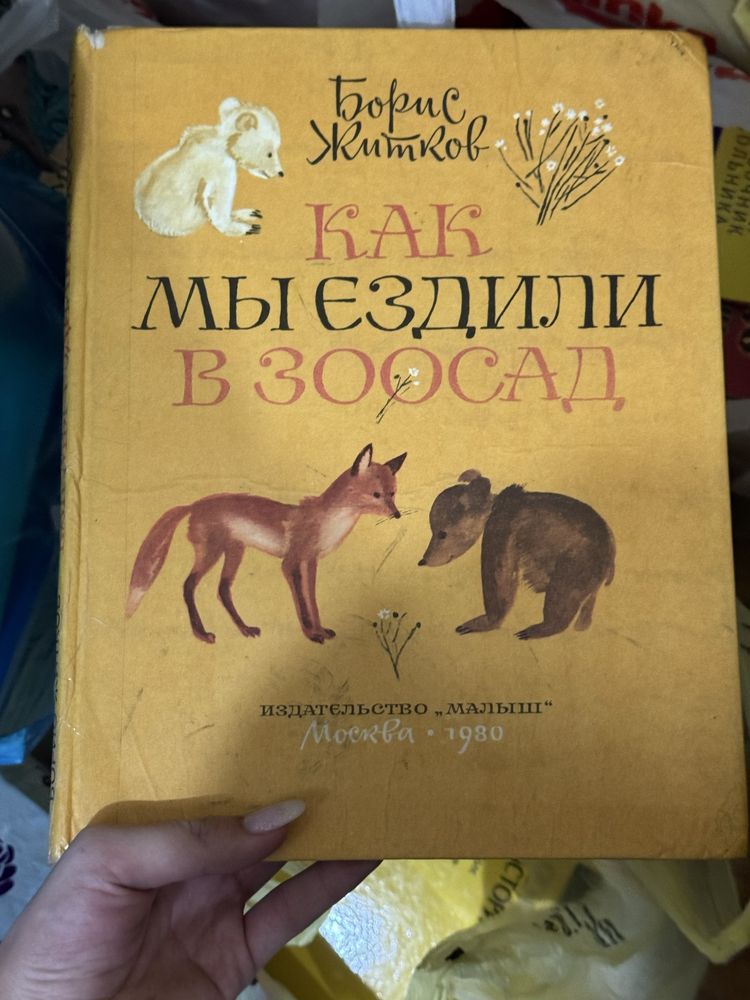 Борис
Житков
КАК
МЫ ЕЗДИЛИ
В ЗООСАД
ИЗДАТЕЛЬСТВО „МАЛЫШ“
Москва • 1980